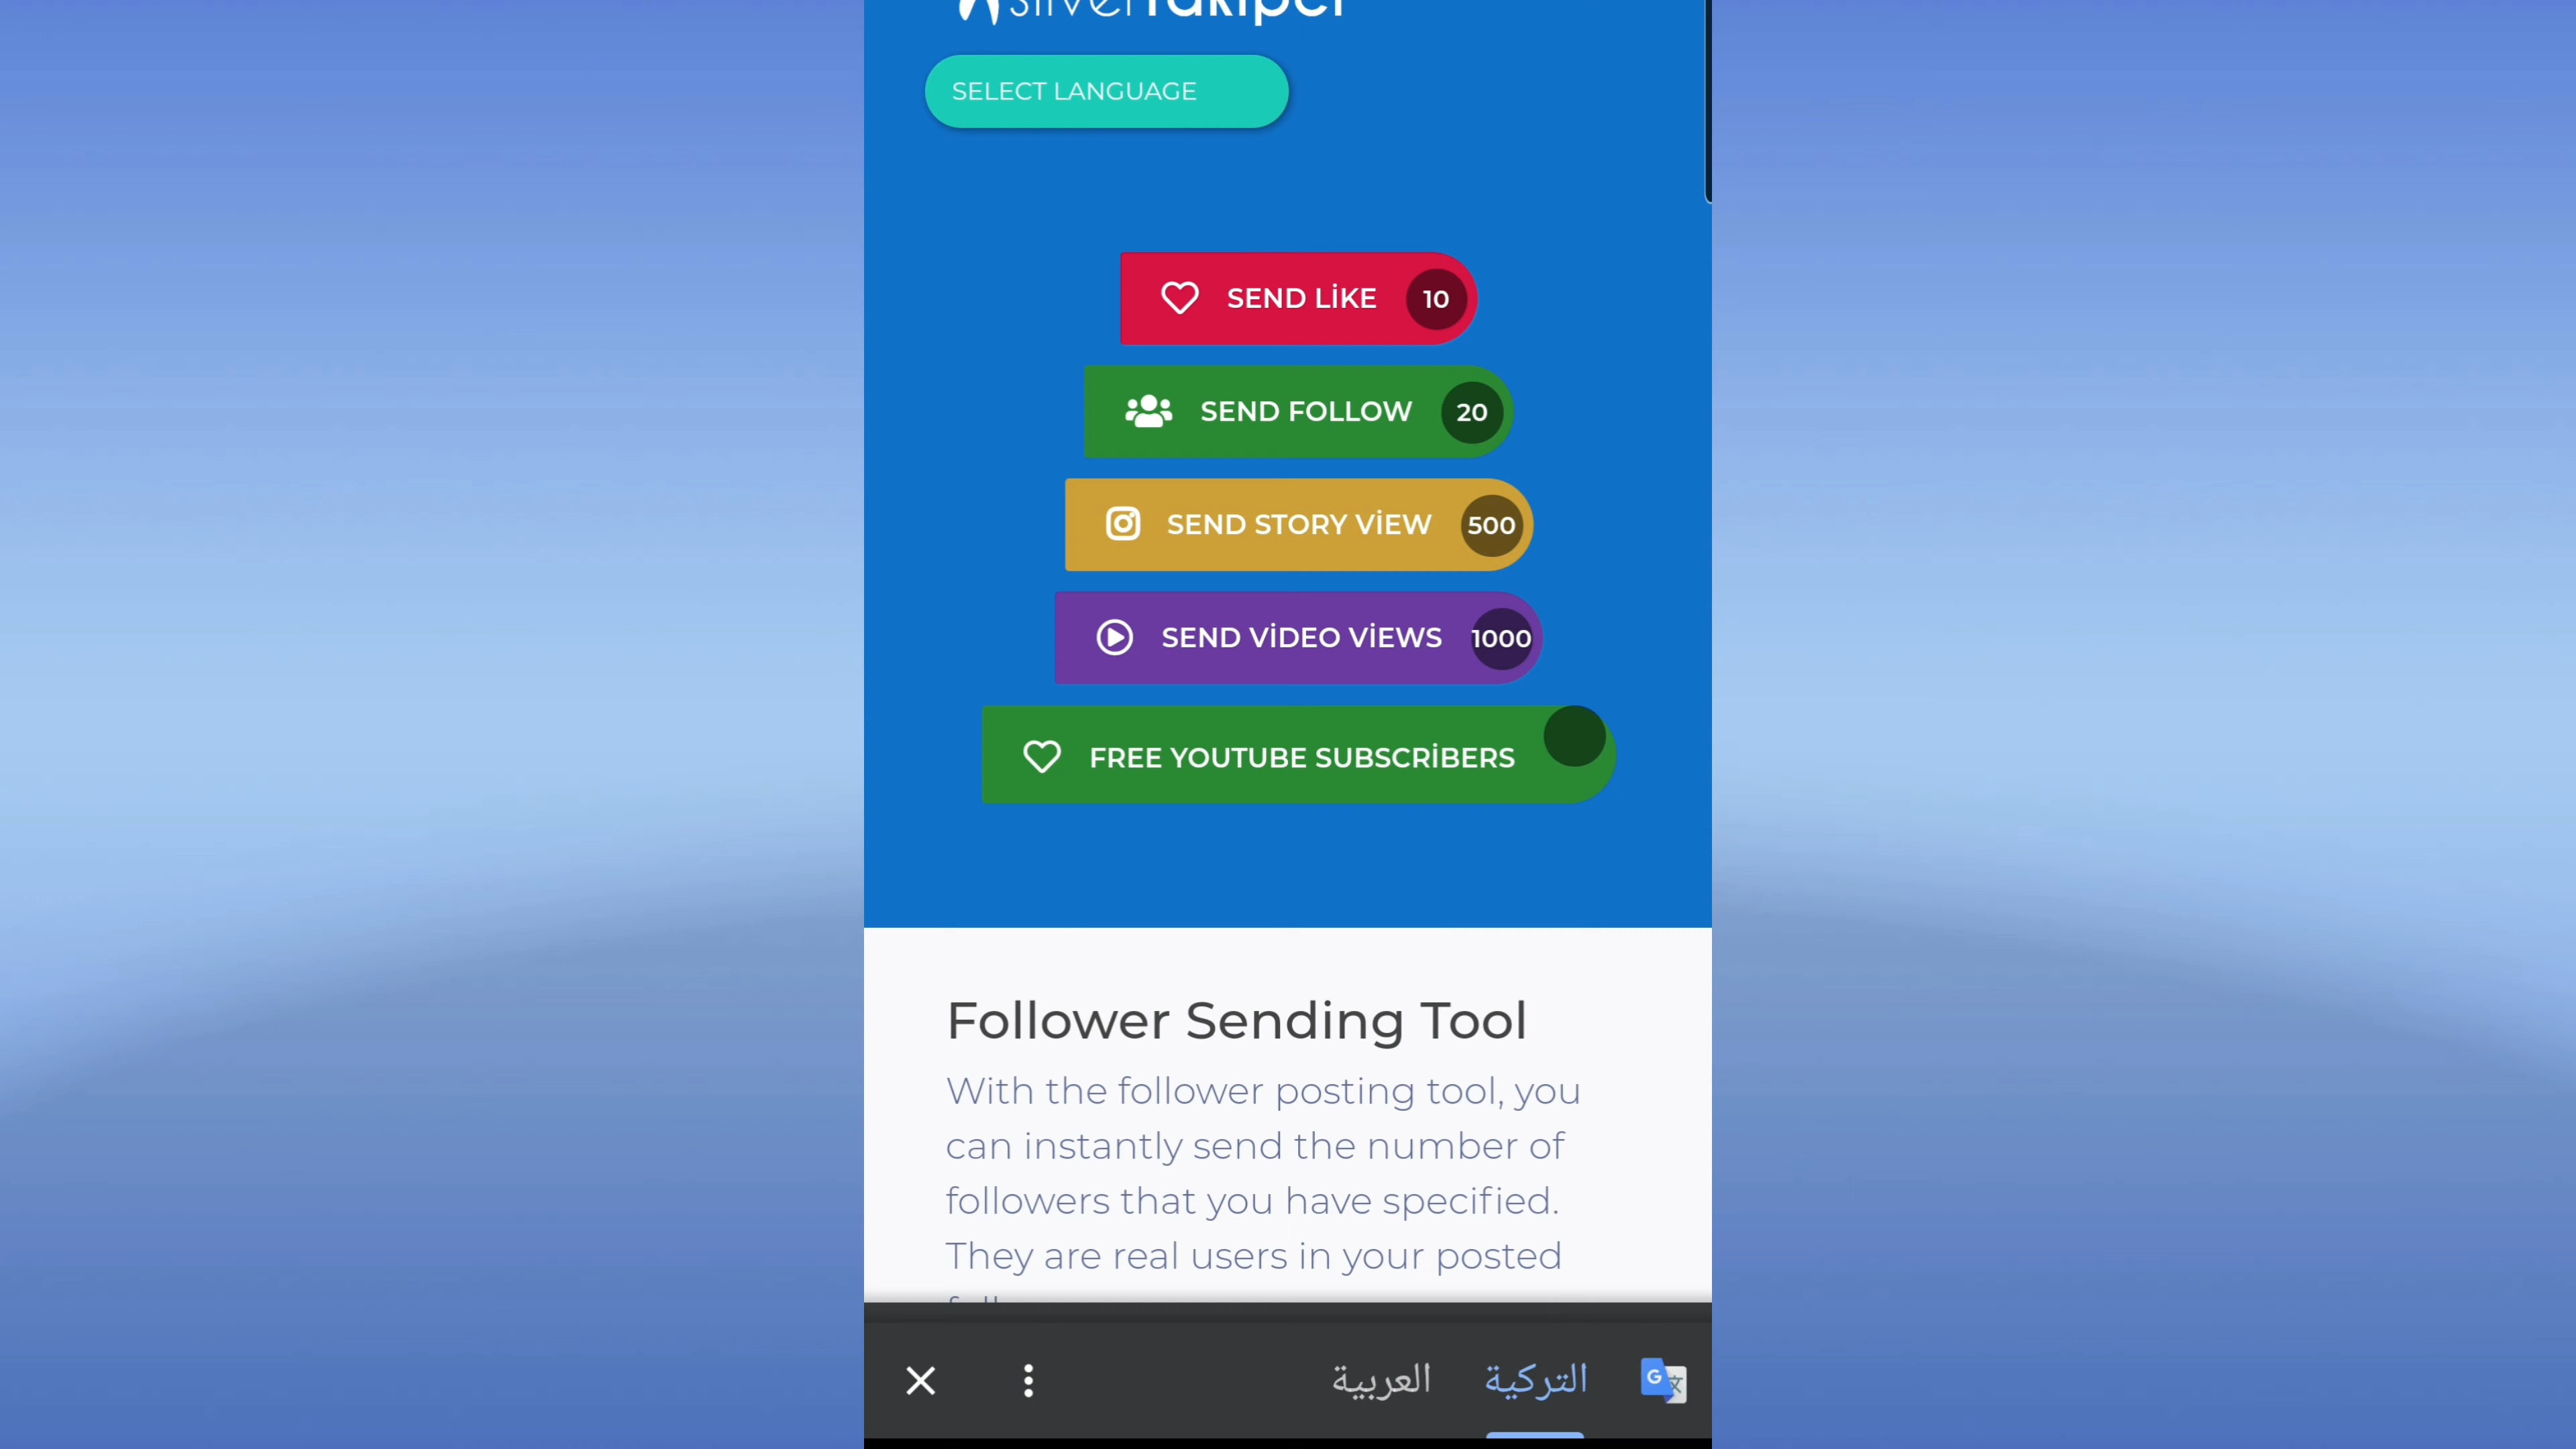 SELECT LANGUAGE
SEND LİKE 10
SEND FOLLOW 20
SEND STORY VİEW 500
SEND VİDEO VİEWS 1000
FREE YOUTUBE SUBSCRİBERS
Follower Sending Tool
With the follower posting tool, you
can instantly send the number of
followers that you have specified.
They are real users in your posted
التركية العربية